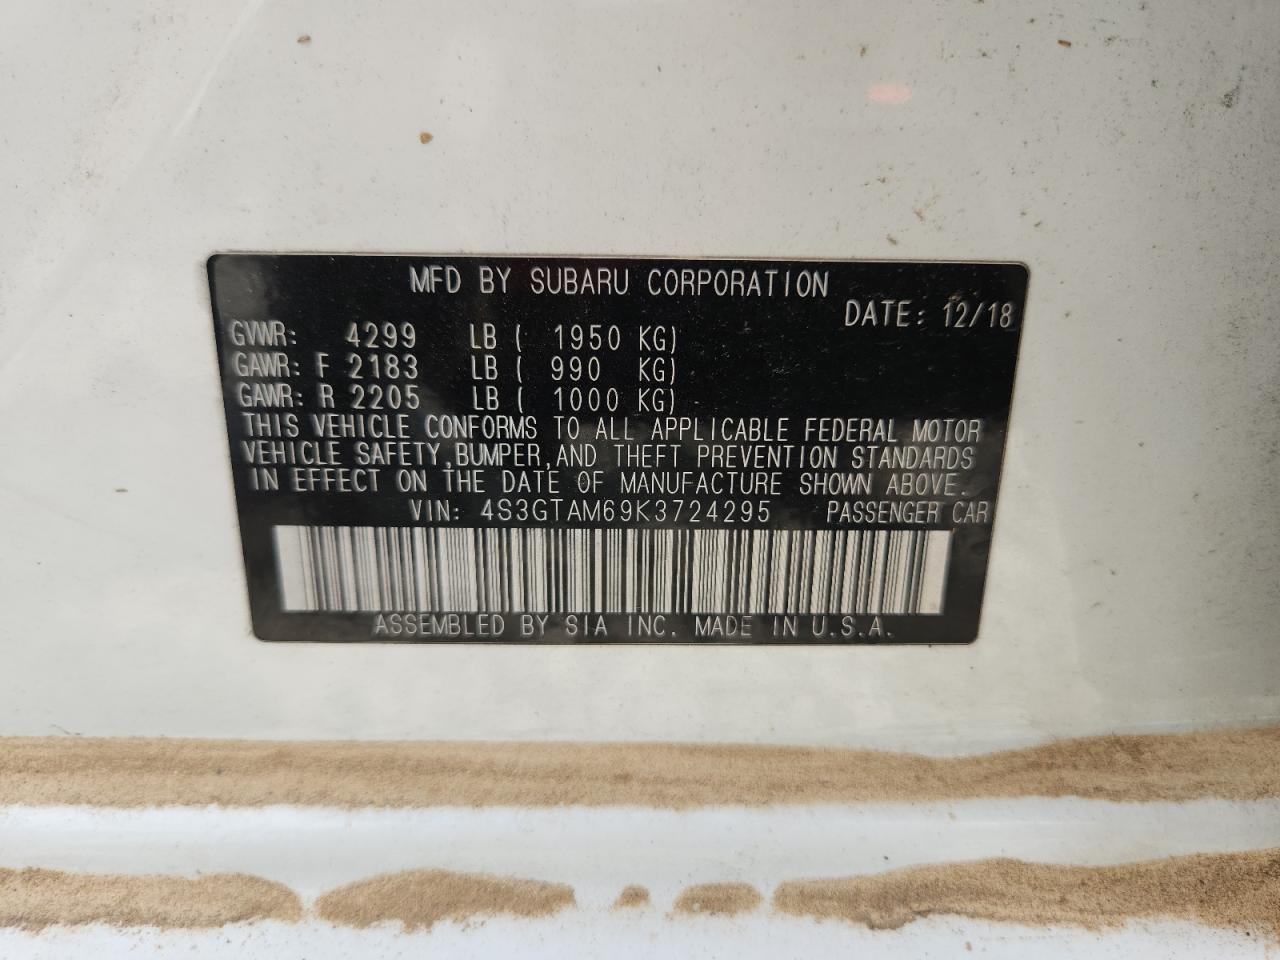 MFD BY SUBARU CORPORATION
DATE: 12/18
GVWR: 4299 LB ( 1950 KG)
GAWR: F 2183 LB ( 990 KG)
GAWR: R 2205 LB ( 1000 KG)
THIS VEHICLE CONFORMS TO ALL APPLICABLE FEDERAL MOTOR
VEHICLE SAFETY,BUMPER,AND THEFT PREVENTION STANDARDS
IN EFFECT ON THE DATE OF MANUFACTURE SHOWN ABOVE.
VIN: 4S3GTAM69K3724295 PASSENGER CAR
ASSEMBLED BY SIA INC. MADE IN U.S.A.